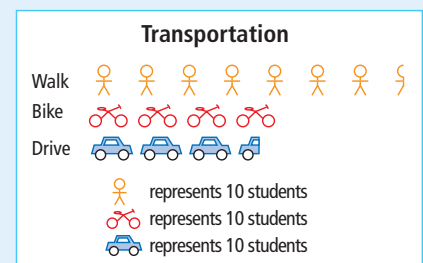 Transportation
Walk
Bike
Drive
represents 10 students
represents 10 students
represents 10 students